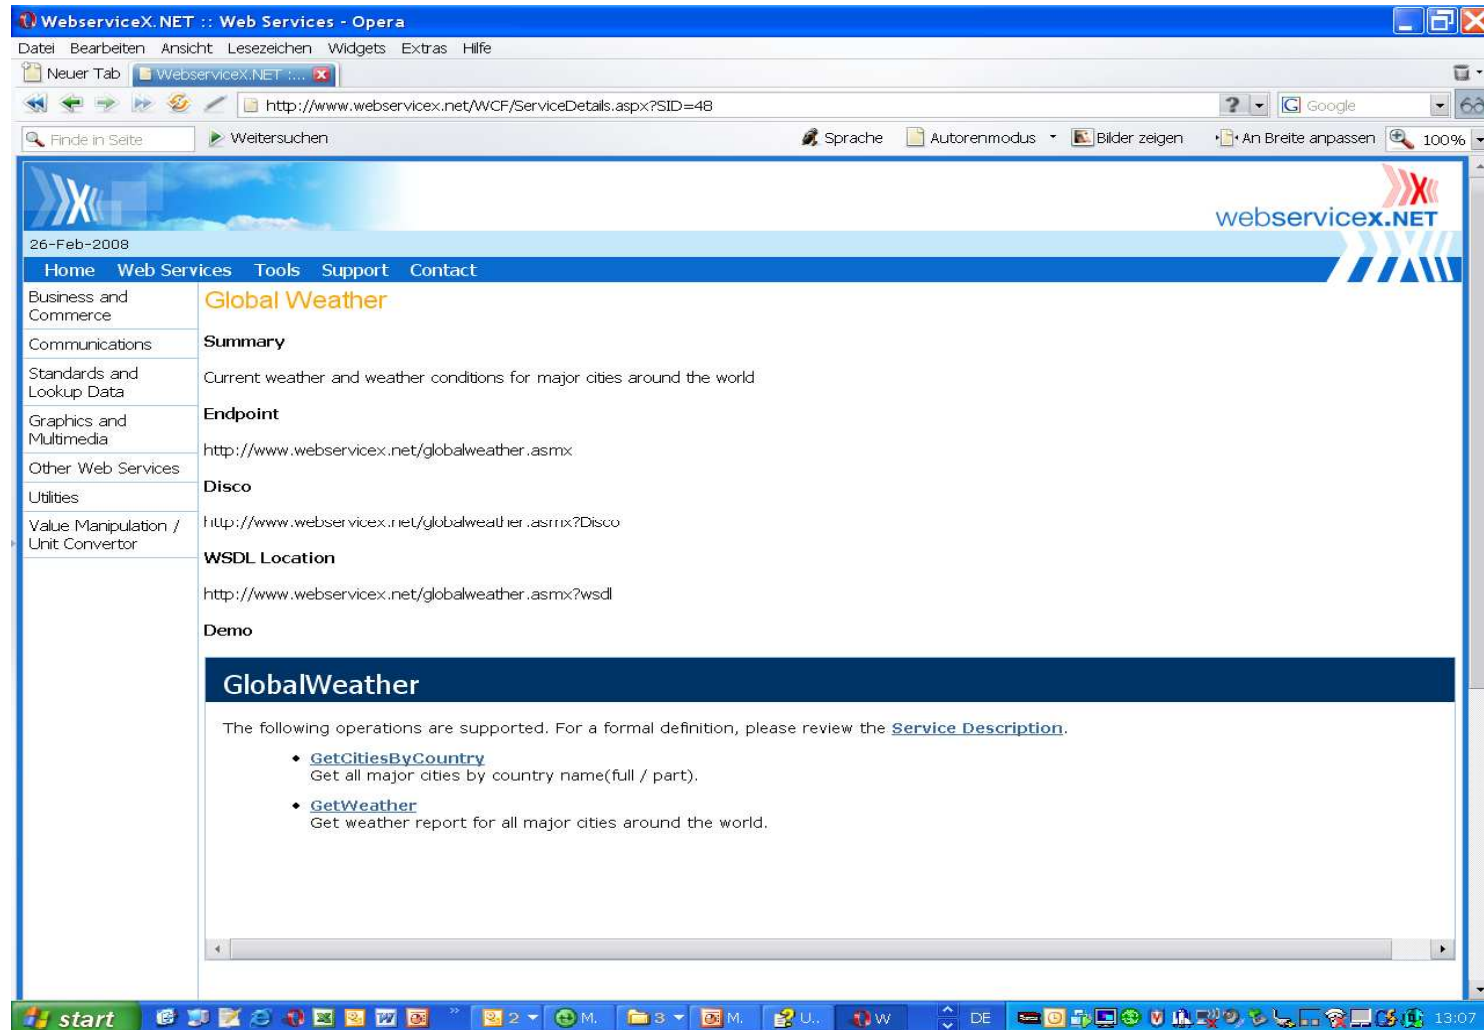 WebserviceX.NET :: Web Services - Opera
Datei Bearbeiten Ansicht Lesezeichen Widgets Extras Hilfe
Neuer Tab WebserviceX.NET :...
http://www.webservicex.net/WCF/ServiceDetails.aspx?SID=48
? Google
Finde in Seite Weitersuchen Sprache Autorenmodus Bilder zeigen An Breite anpassen 100%
webservicex.NET
26-Feb-2008
Home Web Services Tools Support Contact
Business and
Commerce
Communications
Standards and
Lookup Data
Graphics and
Multimedia
Other Web Services
Utilities
Value Manipulation /
Unit Convertor
Global Weather
Summary
Current weather and weather conditions for major cities around the world
Endpoint
http://www.webservicex.net/globalweather.asmx
Disco
http://www.webservicex.net/globalweather.asmx?Disco
WSDL Location
http://www.webservicex.net/globalweather.asmx?wsdl
Demo
GlobalWeather
The following operations are supported. For a formal definition, please review the Service Description.
GetCitiesByCountry
Get all major cities by country name(full / part).
GetWeather
Get weather report for all major cities around the world.
start 2 M. 3 M. U.. W DE 13:07